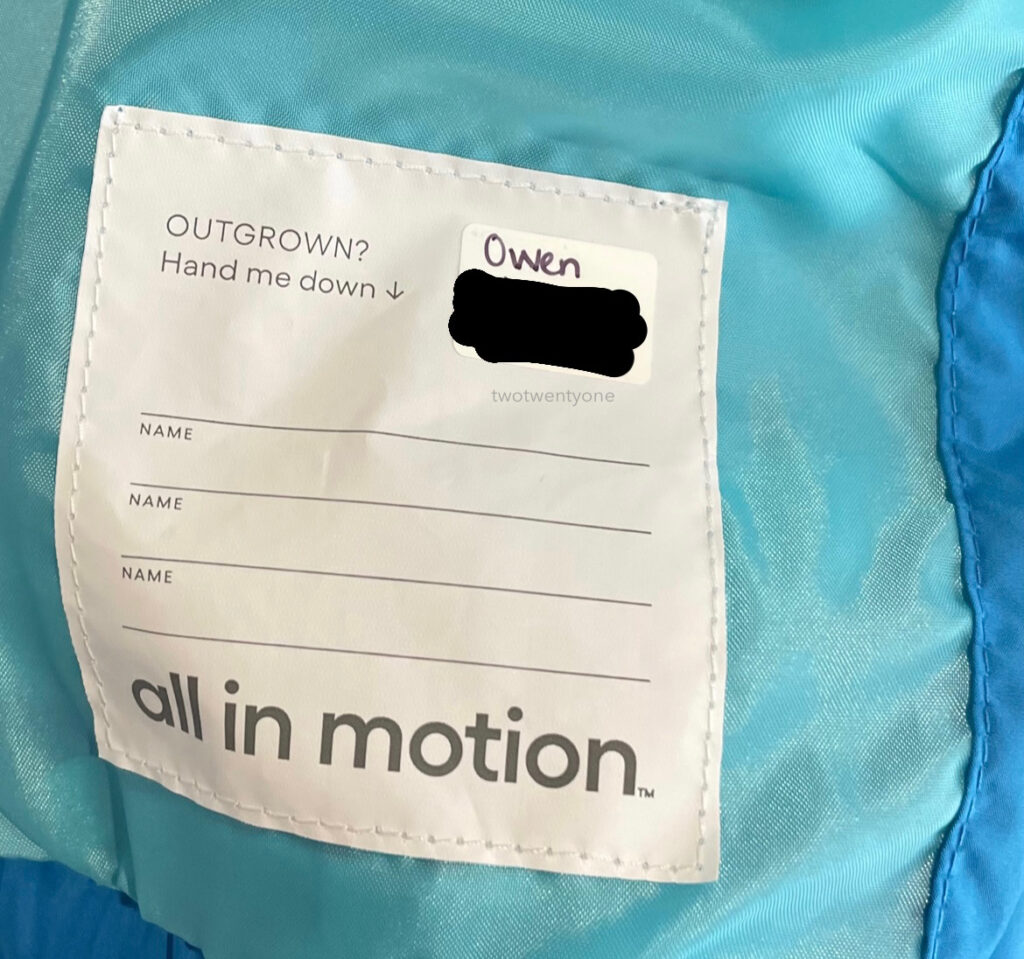 OUTGROWN?
Hand me down ↓
Owen
twotwentyone
NAME
NAME
NAME
all in motion™